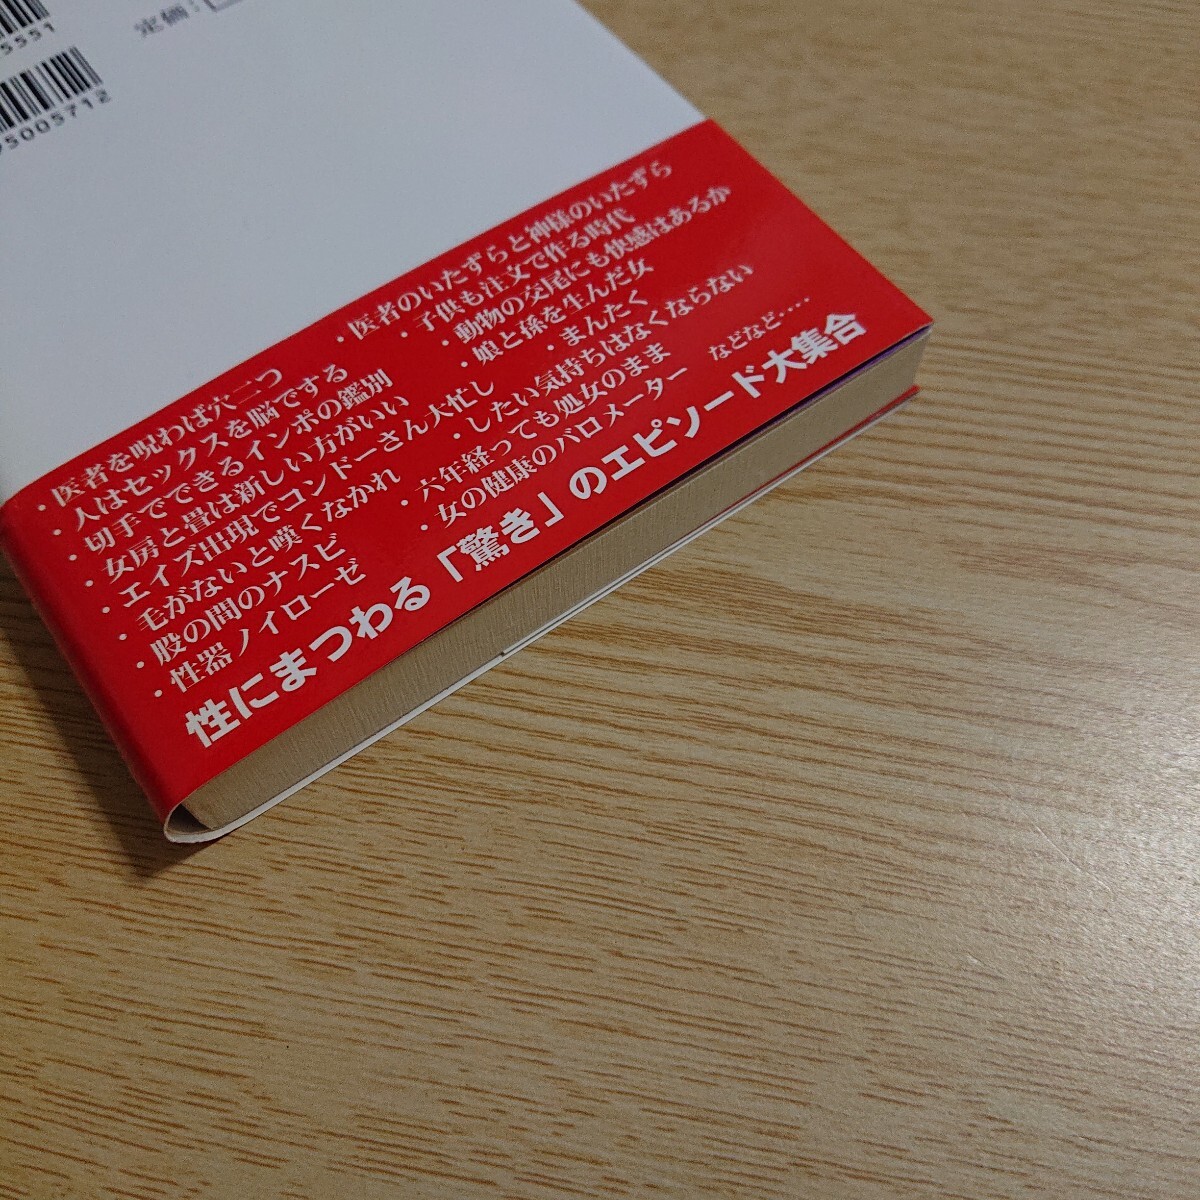 5551
定価:
95005712
・医者を呪わば穴二つ
・人はセックスを脳でする
・切手でできるインポの鑑別
・女房と畳は新しい方がいい
・エイズ出現でコンドーさん大忙し
・毛がないと嘆くなかれ
・股の間のナスビ
・性器ノイローゼ
・医者のいたずらと神様のいたずら
・子供も注文で作る時代
・動物の交尾にも快感はあるか
・娘と孫を生んだ女
・まんたく
・したい気持ちはなくならない
・六年経っても処女のまま
・女の健康のバロメーター
などなど‥‥
性にまつわる「驚き」のエピソード大集合